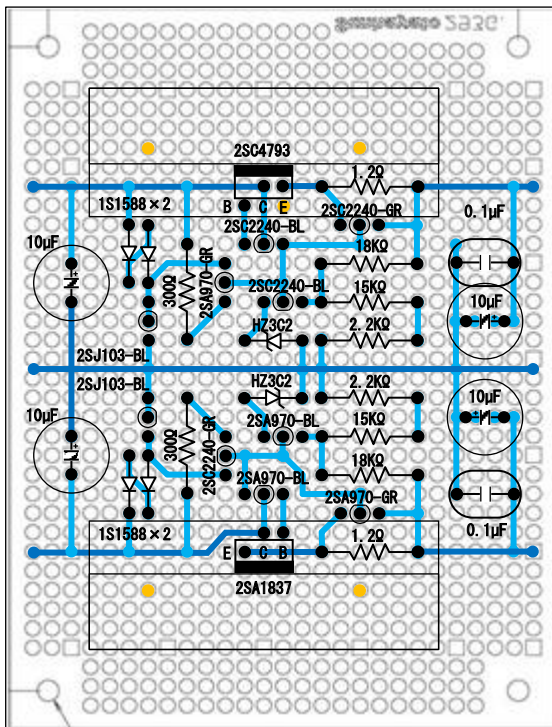 2SC4793
1.2Ω
1S1588×2
B C E
2SC2240-GR
0.1μF
2SC2240-BL
10μF
18KΩ
300Ω
2SA970-GR
2SC2240-BL
15KΩ
10μF
HZ3C2
2.2KΩ
2SJ103-BL
2SJ103-BL
HZ3C2
2.2KΩ
10μF
10μF
2SA970-BL
15KΩ
300Ω
2SC2240-GR
18KΩ
2SA970-BL
2SA970-GR
1S1588×2
0.1μF
E C B
1.2Ω
2SA1837